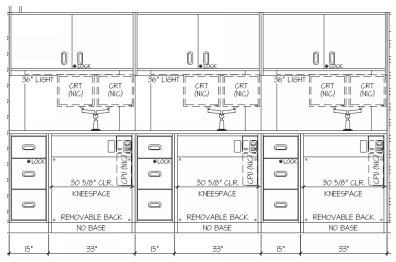 LOCK LOCK LOCK
36" LIGHT CRT CRT 36" LIGHT CRT CRT 36" LIGHT CRT CRT
(NIC) (NIC) (NIC) (NIC) (NIC) (NIC)
LOCK LOCK LOCK
CPU (NIC) CPU (NIC) CPU (NIC)
30 5/8" CLR. 30 5/8" CLR. 30 5/8" CLR.
KNEESPACE KNEESPACE KNEESPACE
REMOVABLE BACK REMOVABLE BACK REMOVABLE BACK
NO BASE NO BASE NO BASE
15" 33" 15" 33" 15" 33"